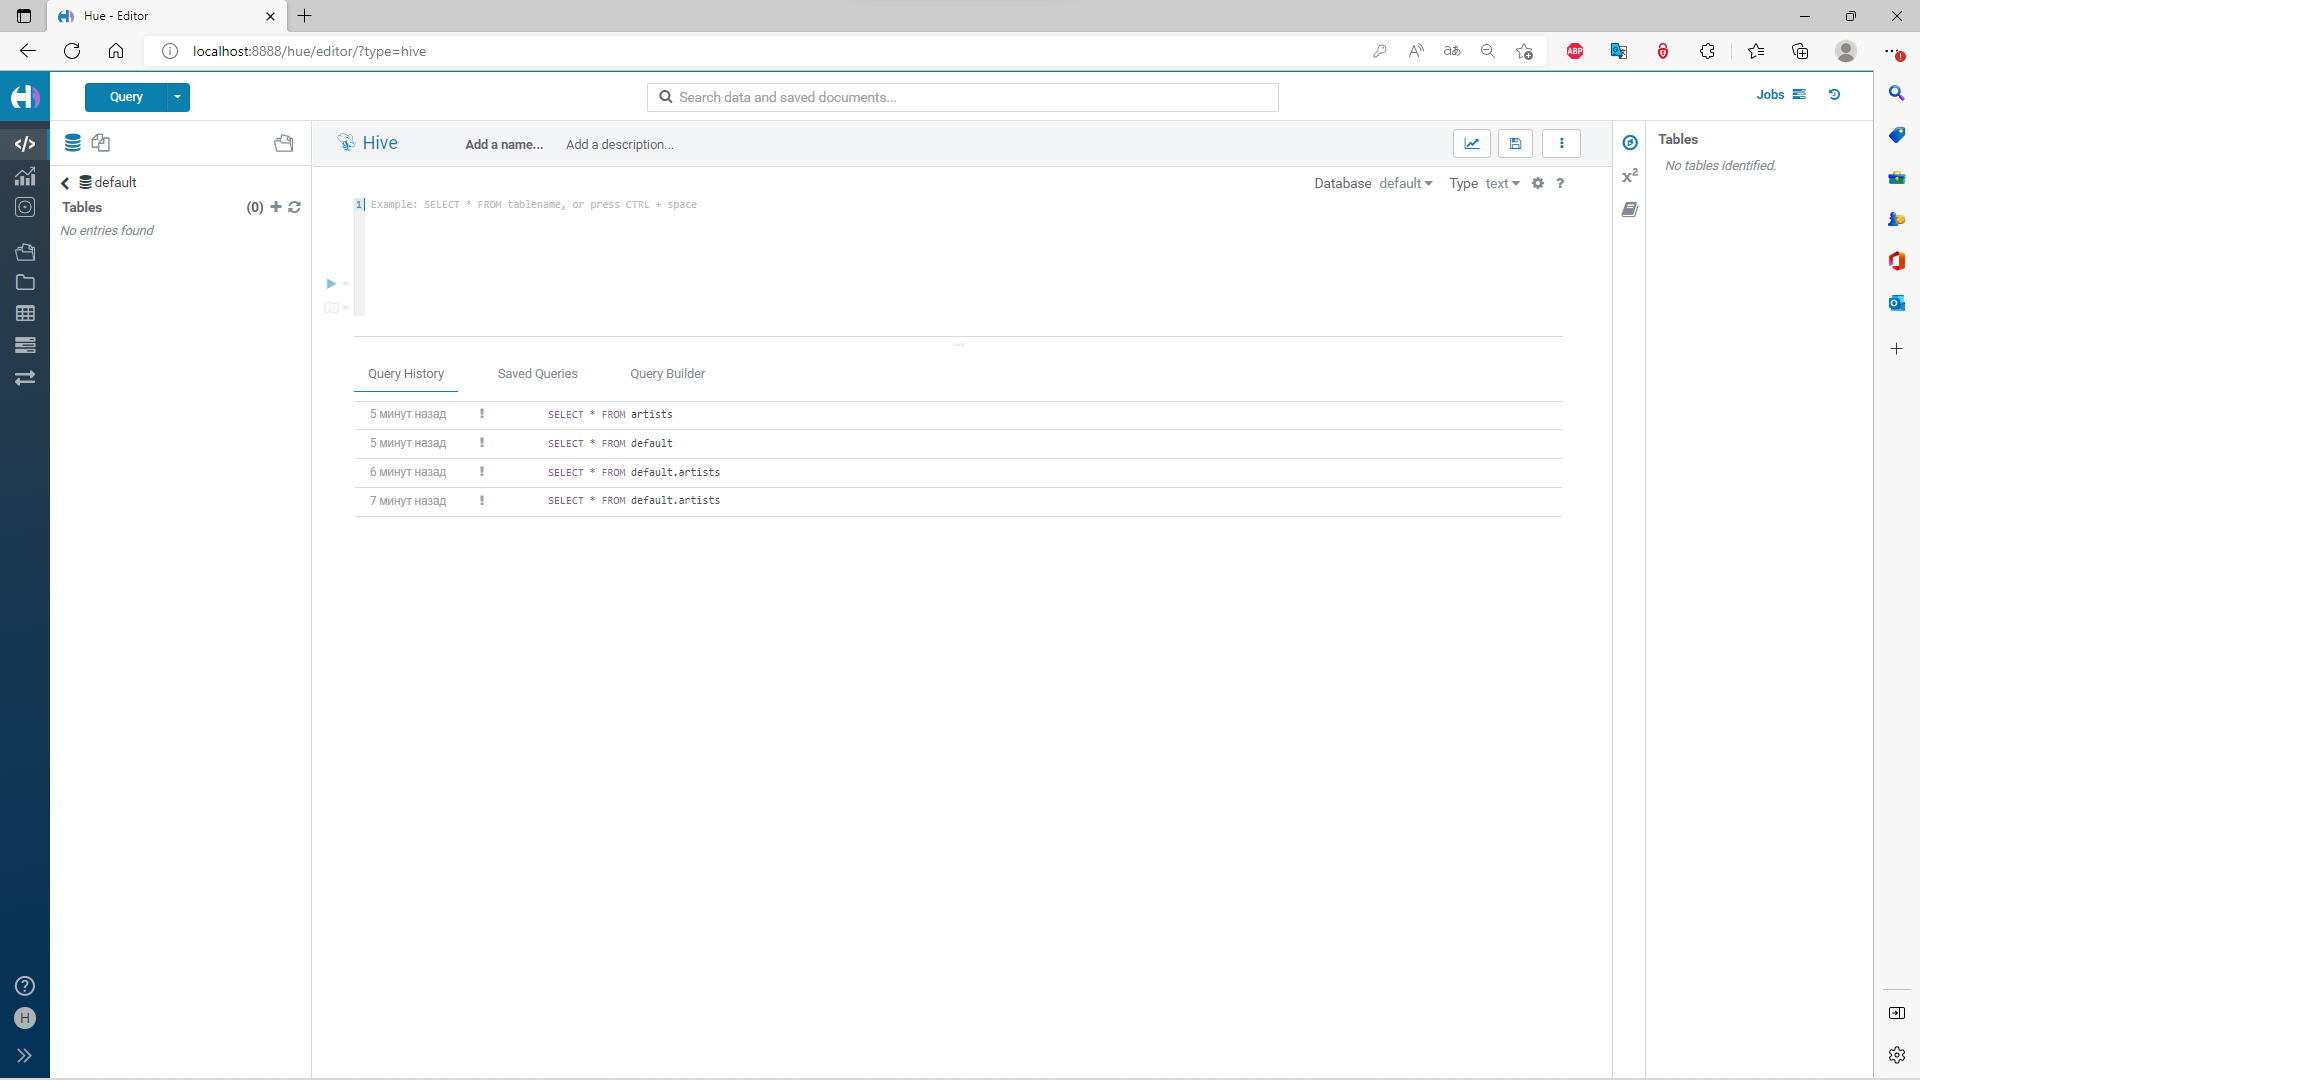 Hue - Editor
localhost:8888/hue/editor/?type=hive
ABP
Query
Search data and saved documents...
Jobs
Hive
Add a name...
Add a description...
Tables
No tables identified.
default
Database default
Type text
?
Tables (0)
No entries found
1 Example: SELECT * FROM tablename, or press CTRL + space
Query History
Saved Queries
Query Builder
5 минут назад ! SELECT * FROM artists
5 минут назад ! SELECT * FROM default
6 минут назад ! SELECT * FROM default.artists
7 минут назад ! SELECT * FROM default.artists
H